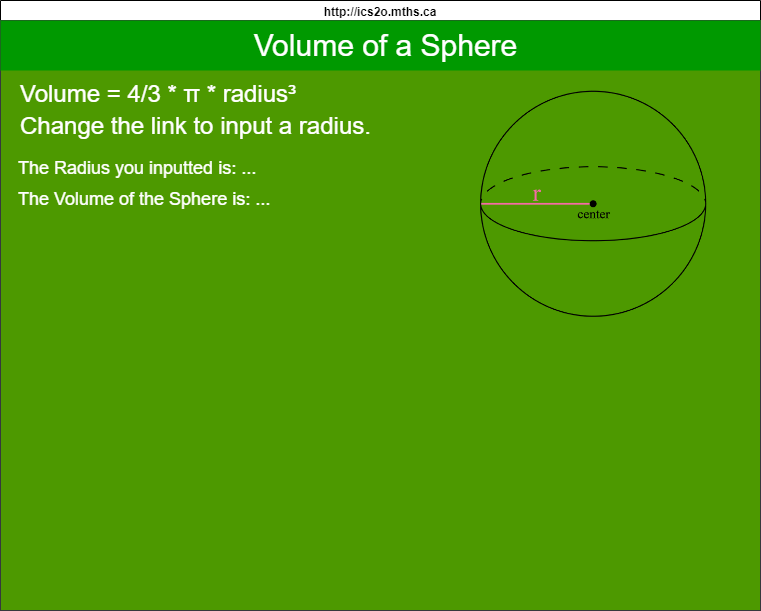 http://ics2o.mths.ca
Volume of a Sphere
Volume = 4/3 * π * radius³
Change the link to input a radius.
The Radius you inputted is: ...
The Volume of the Sphere is: ...
r
center